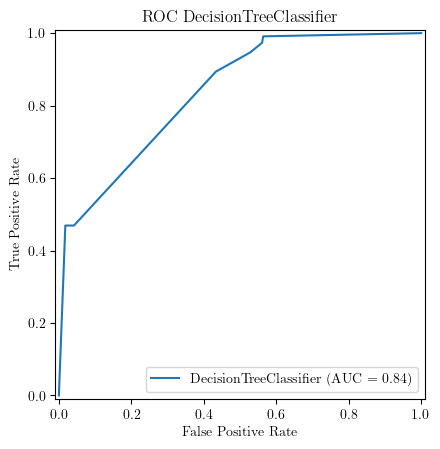 ROC DecisionTreeClassifier
1.0
0.8
0.6
0.4
0.2
0.0
True Positive Rate
DecisionTreeClassifier (AUC = 0.84)
0.0 0.2 0.4 0.6 0.8 1.0
False Positive Rate